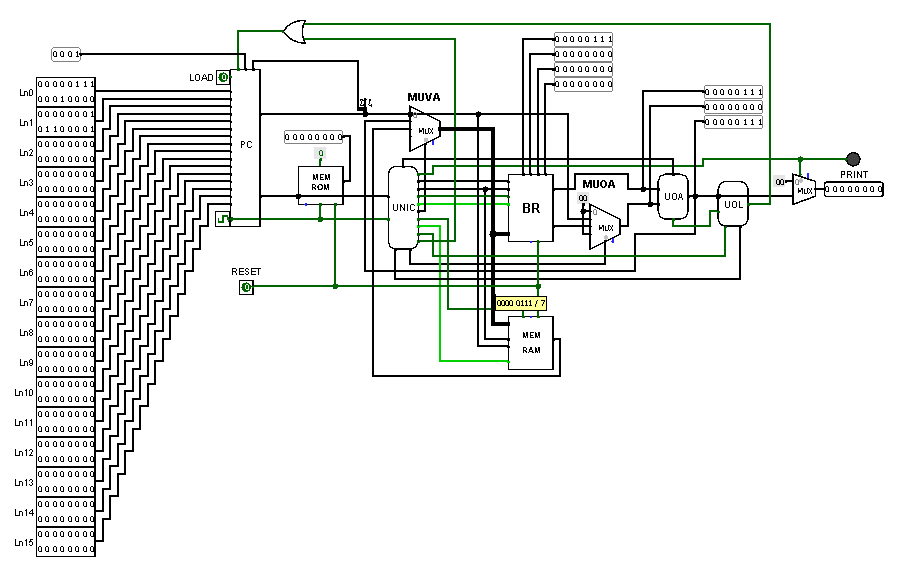 0 0 0 1
LOAD 0
MUVA
MUX
0 0 0 0 0 1 1 1
0 0 0 0 0 0 0 0
0 0 0 0 0 0 0 0
0 0 0 0 0 0 0 0
0 0 0 0 0 1 1 1
0 0 0 0 0 0 0 0
0 0 0 0 0 1 1 1
PC
0 0 0 0 0 0 0 0
0
MEM
ROM
UNIC
BR
MUOA
00
0
MUX
UOA
UOL
00
0
MUX
PRINT
0 0 0 0 0 0 0 0
RESET
0
0000 0111 / 7
MEM
RAM
Ln0
0 0 0 0 0 1 1 1
0 0 0 1 0 0 0 0
Ln1
0 0 0 0 0 0 0 1
0 1 1 0 0 0 0 1
Ln2
0 0 0 0 0 0 0 0
0 0 0 0 0 0 0 0
Ln3
0 0 0 0 0 0 0 0
0 0 0 0 0 0 0 0
Ln4
0 0 0 0 0 0 0 0
0 0 0 0 0 0 0 0
Ln5
0 0 0 0 0 0 0 0
0 0 0 0 0 0 0 0
Ln6
0 0 0 0 0 0 0 0
0 0 0 0 0 0 0 0
Ln7
0 0 0 0 0 0 0 0
0 0 0 0 0 0 0 0
Ln8
0 0 0 0 0 0 0 0
0 0 0 0 0 0 0 0
Ln9
0 0 0 0 0 0 0 0
0 0 0 0 0 0 0 0
Ln10
0 0 0 0 0 0 0 0
0 0 0 0 0 0 0 0
Ln11
0 0 0 0 0 0 0 0
0 0 0 0 0 0 0 0
Ln12
0 0 0 0 0 0 0 0
0 0 0 0 0 0 0 0
Ln13
0 0 0 0 0 0 0 0
0 0 0 0 0 0 0 0
Ln14
0 0 0 0 0 0 0 0
0 0 0 0 0 0 0 0
Ln15
0 0 0 0 0 0 0 0
0 0 0 0 0 0 0 0